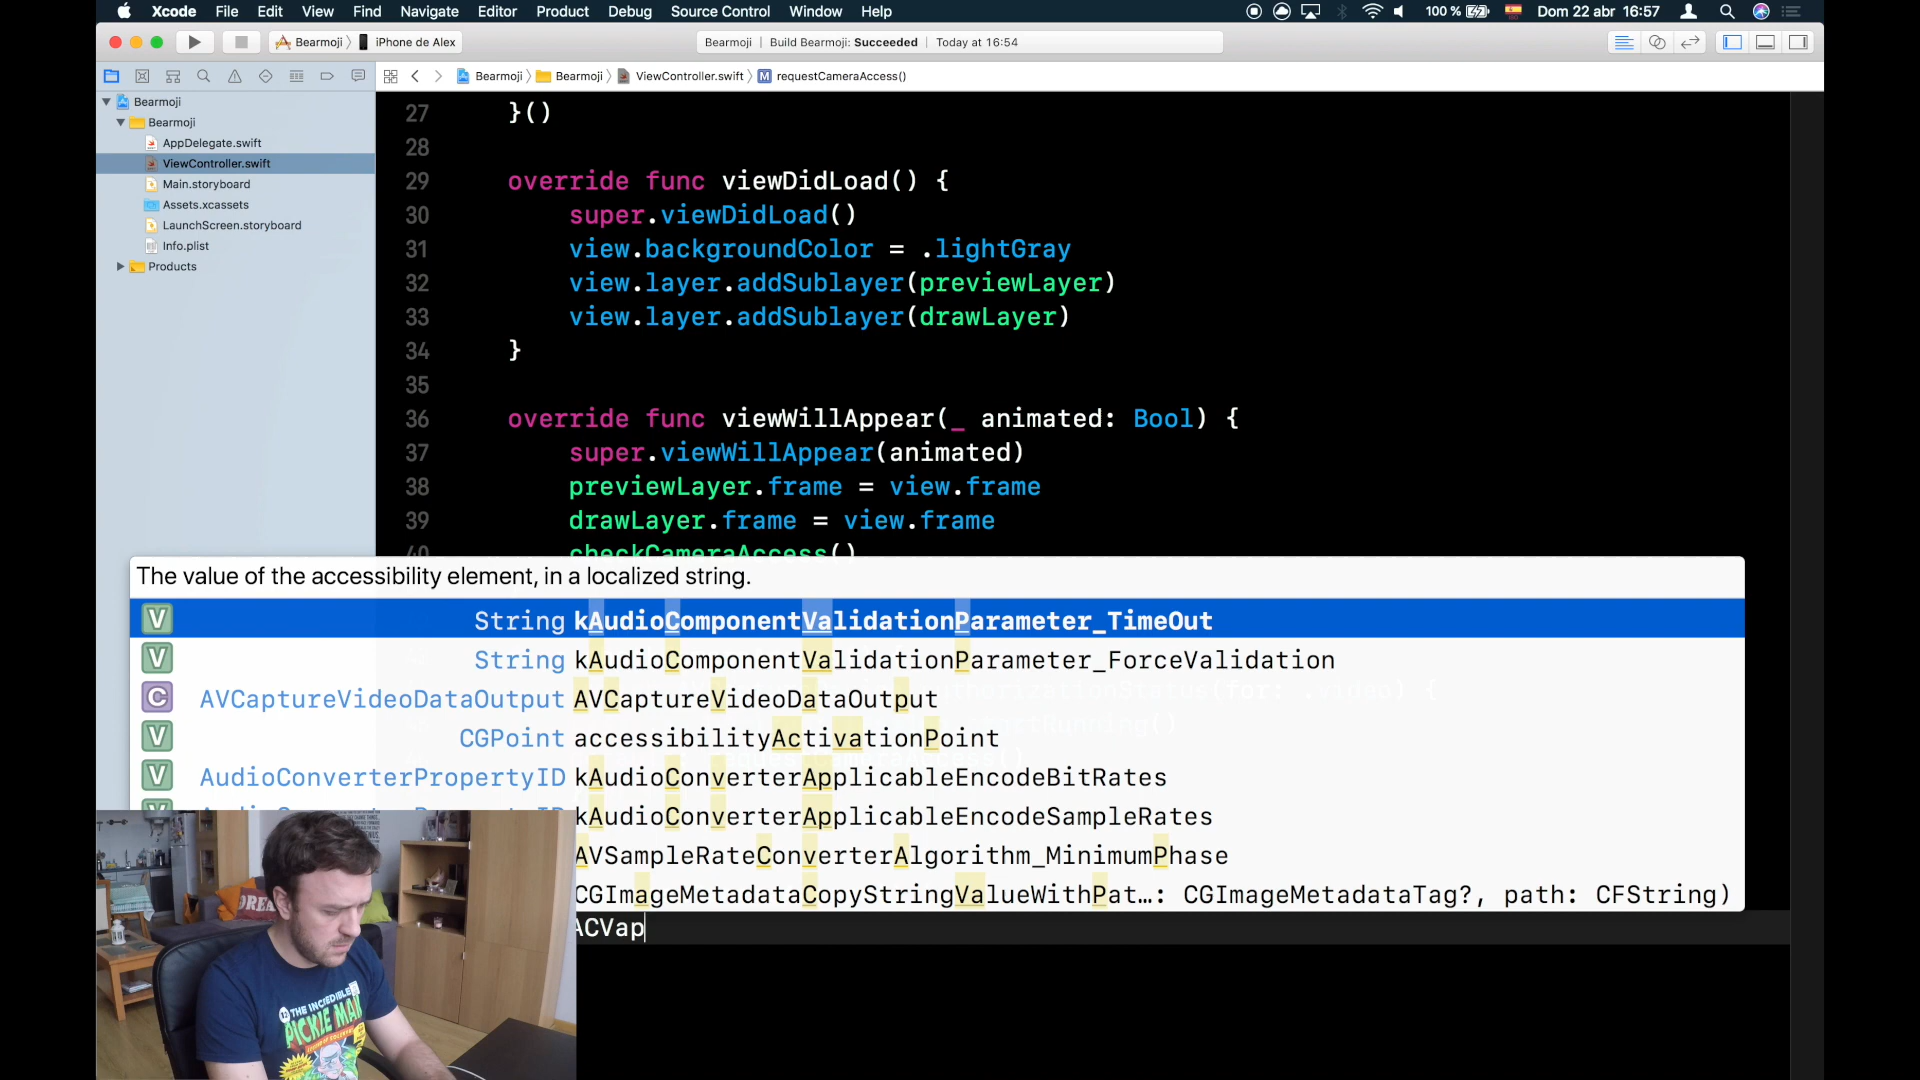 Xcode File Edit View Find Navigate Editor Product Debug Source Control Window Help 100 % Dom 22 abr 16:57
Bearmoji iPhone de Alex Bearmoji | Build Bearmoji: Succeeded | Today at 16:54
Bearmoji Bearmoji ViewController.swift M requestCameraAccess()
Bearmoji
Bearmoji
AppDelegate.swift
ViewController.swift
Main.storyboard
Assets.xcassets
LaunchScreen.storyboard
Info.plist
Products
27 }()
28
29 override func viewDidLoad() {
30 super.viewDidLoad()
31 view.backgroundColor = .lightGray
32 view.layer.addSublayer(previewLayer)
33 view.layer.addSublayer(drawLayer)
34 }
35
36 override func viewWillAppear(_ animated: Bool) {
37 super.viewWillAppear(animated)
38 previewLayer.frame = view.frame
39 drawLayer.frame = view.frame
40 checkCameraAccess()
The value of the accessibility element, in a localized string.
V String kAudioComponentValidationParameter_TimeOut
V String kAudioComponentValidationParameter_ForceValidation
C AVCaptureVideoDataOutput AVCaptureVideoDataOutput
V CGPoint accessibilityActivationPoint
V AudioConverterPropertyID kAudioConverterApplicableEncodeBitRates
kAudioConverterApplicableEncodeSampleRates
AVSampleRateConverterAlgorithm_MinimumPhase
CGImageMetadataCopyStringValueWithPat…: CGImageMetadataTag?, path: CFString)
ACVap
THE INCREDIBLE
PICKLE MAN